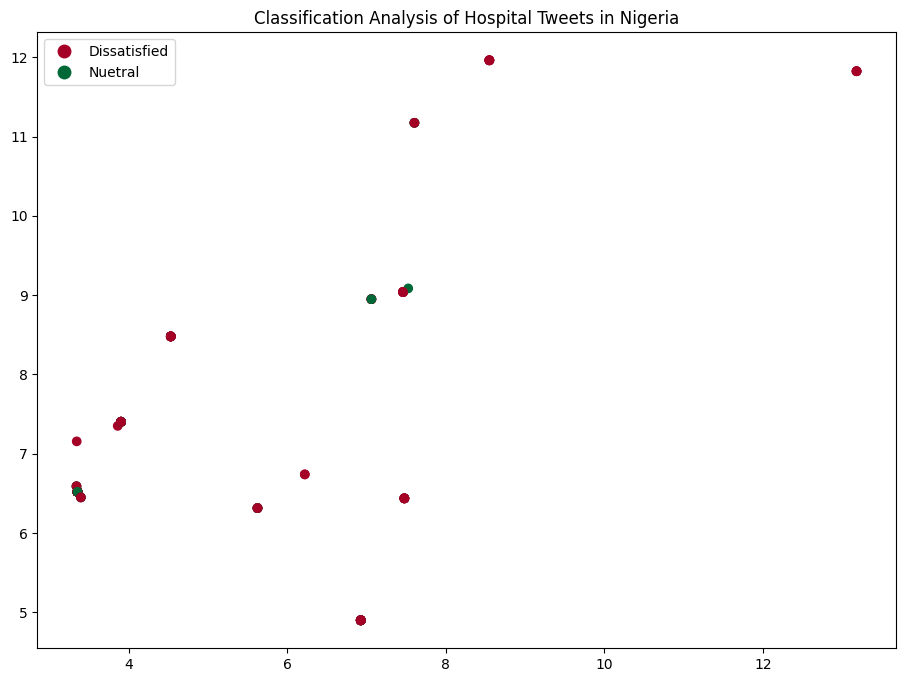 Classification Analysis of Hospital Tweets in Nigeria
Dissatisfied
Nuetral
12
11
10
9
8
7
6
5
4 6 8 10 12